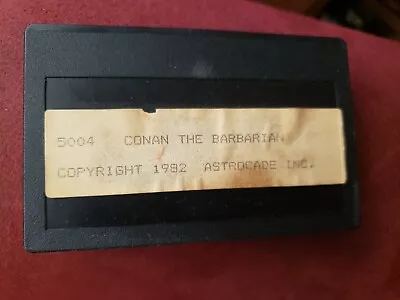 5004 CONAN THE BARBARIAN
COPYRIGHT 1982 ASTROCADE INC.